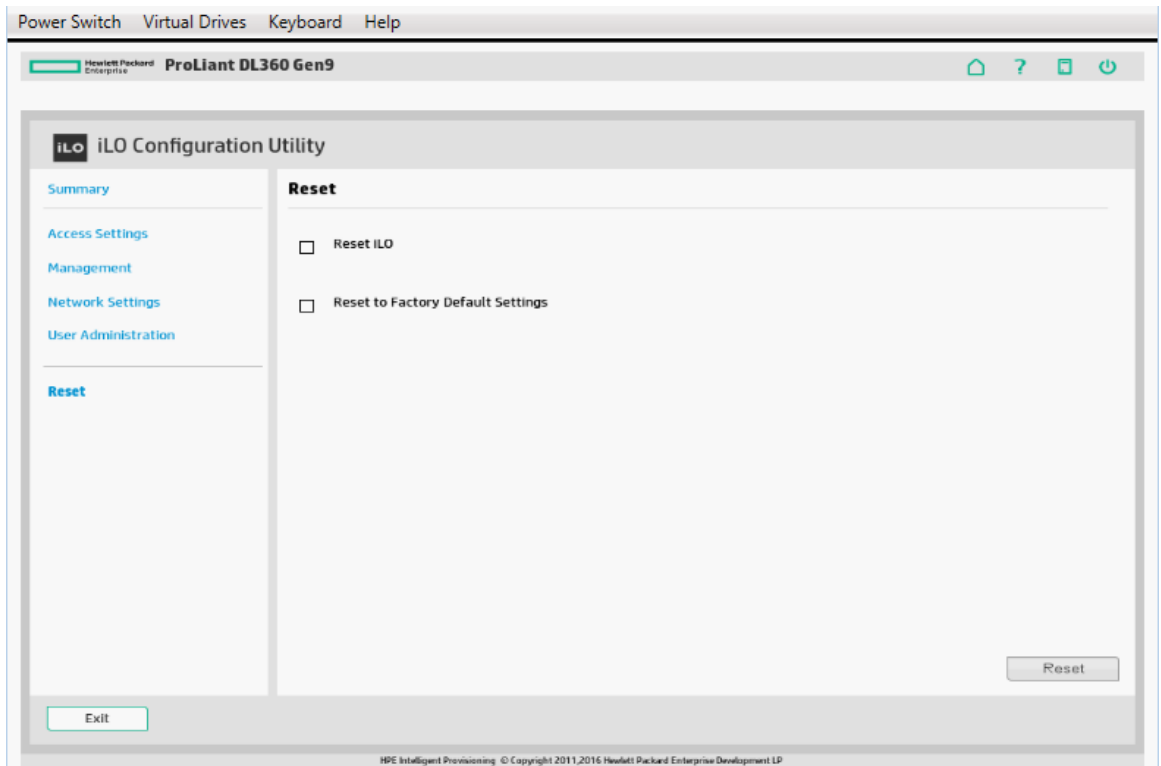 Power Switch Virtual Drives Keyboard Help
Hewlett Packard
Enterprise
ProLiant DL360 Gen9
?
iLO iLO Configuration Utility
Summary
Access Settings
Management
Network Settings
User Administration
Reset
Reset
Reset iLO
Reset to Factory Default Settings
Reset
Exit
HPE Intelligent Provisioning © Copyright 2011,2016 Hewlett Packard Enterprise Development LP